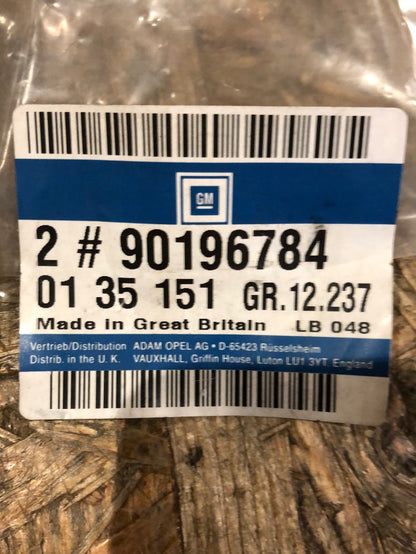 GM
2 # 90196784
01 35 151 GR.12.237
Made in Great Britain LB 048
Vertrieb/Distribution ADAM OPEL AG • D-65423 Rüsselsheim
Distrib. in the U. K. VAUXHALL, Griffin House, Luton LU1 3YT England